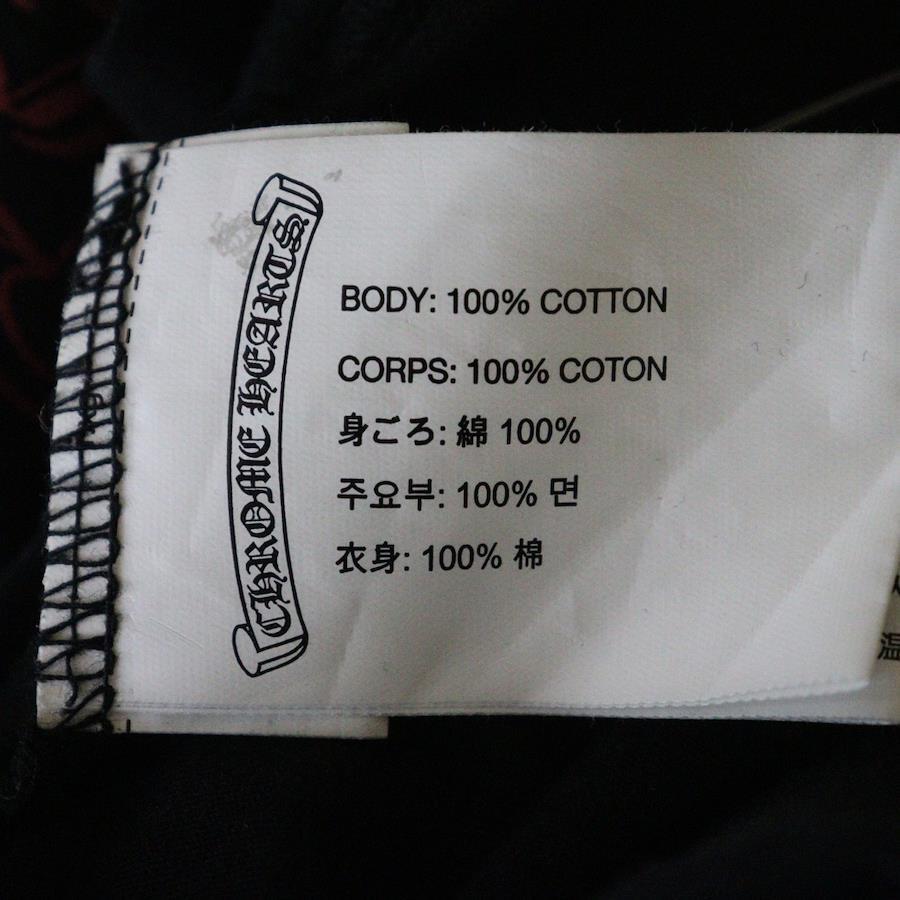 CHROME HEARTS
BODY: 100% COTTON
CORPS: 100% COTON
身ごろ: 綿 100%
주요부: 100% 면
衣身: 100% 棉
温